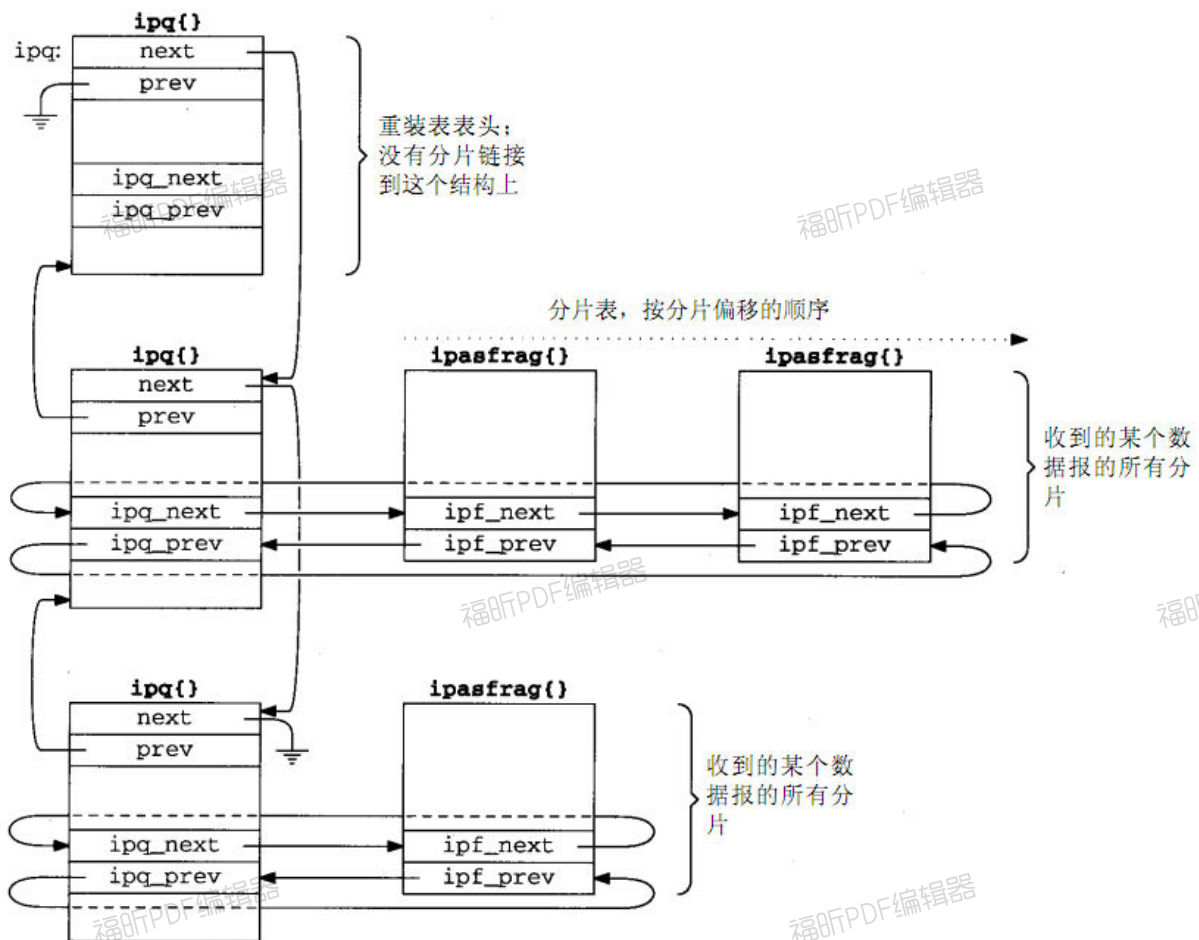 ipq{}
ipq:
next
prev
ipq_next
ipq_prev
重装表表头；
没有分片链接
到这个结构上
福昕PDF编辑器
福昕PDF编辑器
分片表，按分片偏移的顺序
ipq{}
ipasfrag{}
ipasfrag{}
next
prev
ipq_next
ipf_next
ipf_next
ipq_prev
ipf_prev
ipf_prev
收到的某个数
据报的所有分
片
福昕PDF编辑器
福昕
ipq{}
ipasfrag{}
next
prev
ipq_next
ipf_next
ipq_prev
ipf_prev
收到的某个数
据报的所有分
片
福昕PDF编辑器
福昕PDF编辑器